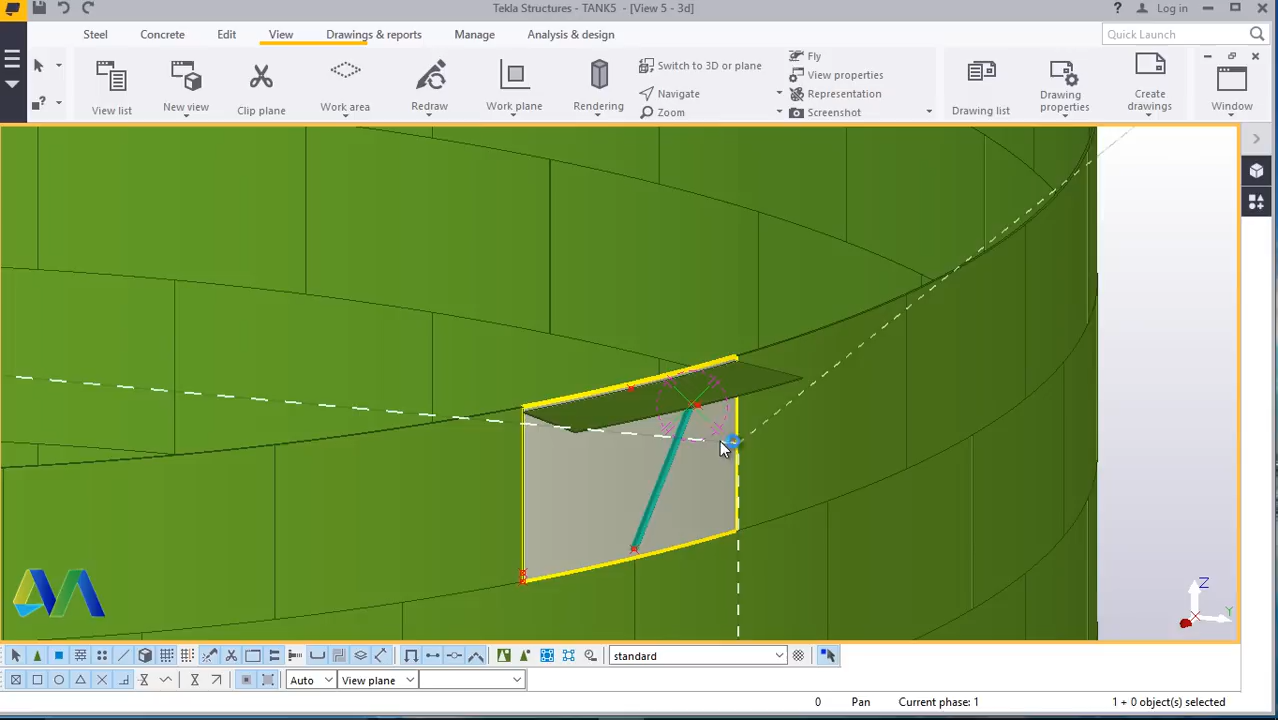 Tekla Structures - TANK5 - [View 5 - 3d]
? Log in
Steel Concrete Edit View Drawings & reports Manage Analysis & design Quick Launch
View list
New view
Clip plane
Work area
Redraw
Work plane
Rendering
Switch to 3D or plane
Navigate
Zoom
Fly
View properties
Representation
Screenshot
Drawing list
Drawing properties
Create drawings
Window
Z
Y
standard
Auto View plane
0 Pan Current phase: 1 1 + 0 object(s) selected